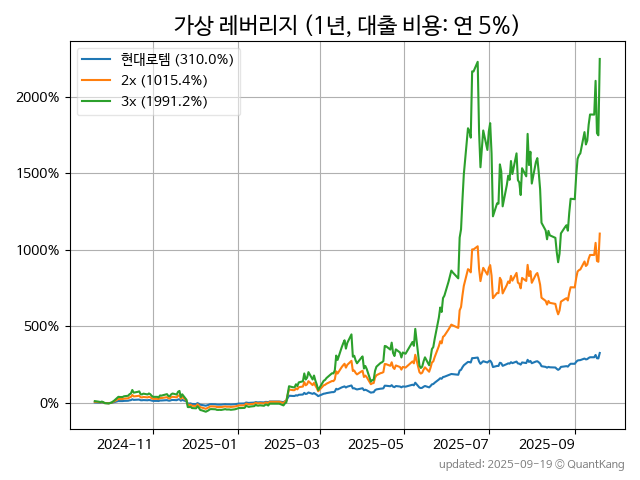 가상 레버리지 (1년, 대출 비용: 연 5%)
현대로템 (310.0%)
2x (1015.4%)
3x (1991.2%)
2000%
1500%
1000%
500%
0%
2024-11
2025-01
2025-03
2025-05
2025-07
2025-09
updated: 2025-09-19 © QuantKang